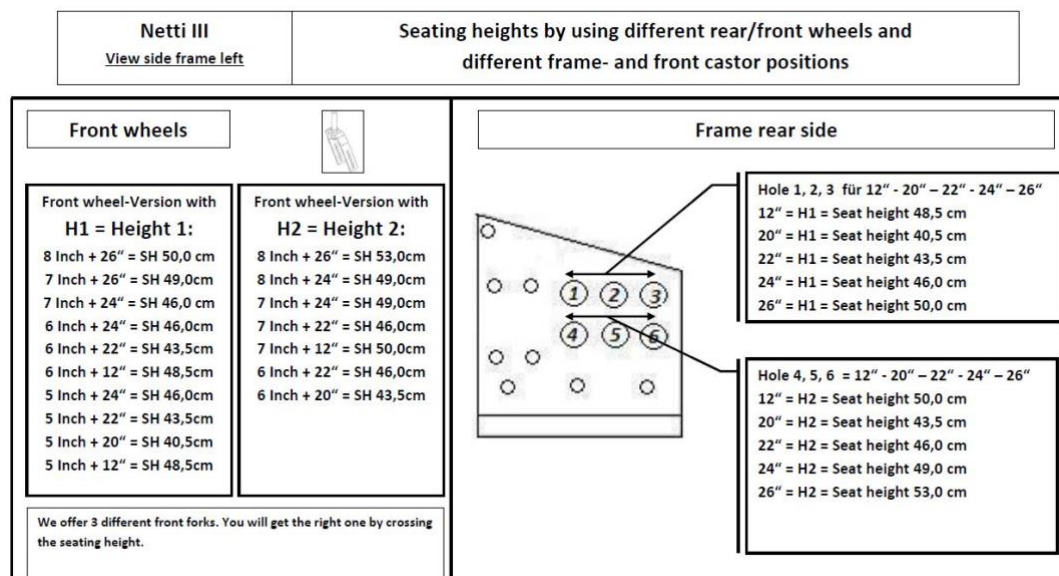 Netti III
View side frame left
Seating heights by using different rear/front wheels and
different frame- and front castor positions
Front wheels
Front wheel-Version with
H1 = Height 1:
8 Inch + 26“ = SH 50,0 cm
7 Inch + 26“ = SH 49,0cm
7 Inch + 24“ = SH 46,0 cm
6 Inch + 24“ = SH 46,0cm
6 Inch + 22“ = SH 43,5cm
6 Inch + 12“ = SH 48,5cm
5 Inch + 24“ = SH 46,0cm
5 Inch + 22“ = SH 43,5cm
5 Inch + 20“ = SH 40,5cm
5 Inch + 12“ = SH 48,5cm
Front wheel-Version with
H2 = Height 2:
8 Inch + 26“ = SH 53,0cm
8 Inch + 24“ = SH 49,0cm
7 Inch + 24“ = SH 49,0cm
7 Inch + 22“ = SH 46,0cm
7 Inch + 12“ = SH 50,0cm
6 Inch + 22“ = SH 46,0cm
6 Inch + 20“ = SH 43,5cm
We offer 3 different front forks. You will get the right one by crossing
the seating height.
Frame rear side
1 2 3
4 5 6
Hole 1, 2, 3 für 12“ - 20“ – 22“ - 24“ – 26“
12“ = H1 = Seat height 48,5 cm
20“ = H1 = Seat height 40,5 cm
22“ = H1 = Seat height 43,5 cm
24“ = H1 = Seat height 46,0 cm
26“ = H1 = Seat height 50,0 cm
Hole 4, 5, 6 = 12“ - 20“ – 22“ - 24“ – 26“
12“ = H2 = Seat height 50,0 cm
20“ = H2 = Seat height 43,5 cm
22“ = H2 = Seat height 46,0 cm
24“ = H2 = Seat height 49,0 cm
26“ = H2 = Seat height 53,0 cm